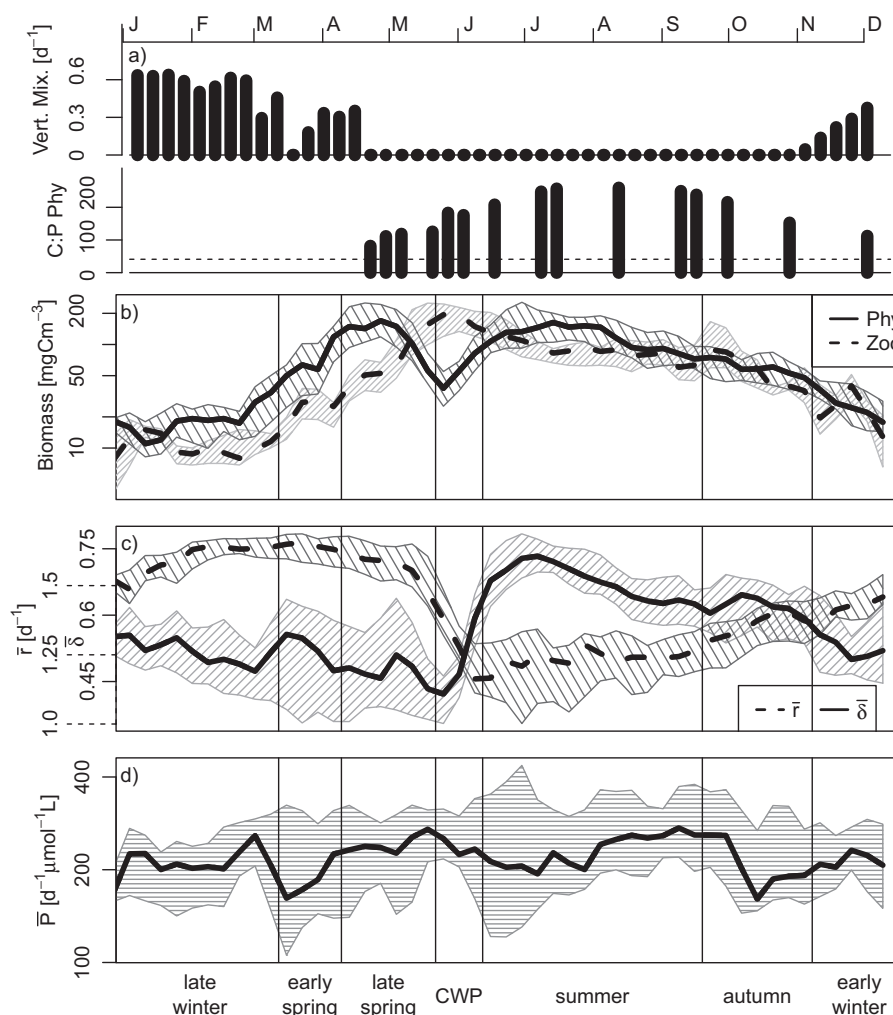 J F M A M J J A S O N D
a)
Vert. Mix. [d⁻¹]
0.6
0.3
0
C:P Phy
200
100
0
b)
Biomass [mgCm⁻³]
200
50
10
Phy
Zoo
c)
r̅ [d⁻¹]
δ̅
0.75
0.6
0.45
1.5
1.25
1.0
r̅ δ̅
d)
P̅ [d⁻¹μmol⁻¹L]
400
200
100
late winter
early spring
late spring
CWP
summer
autumn
early winter